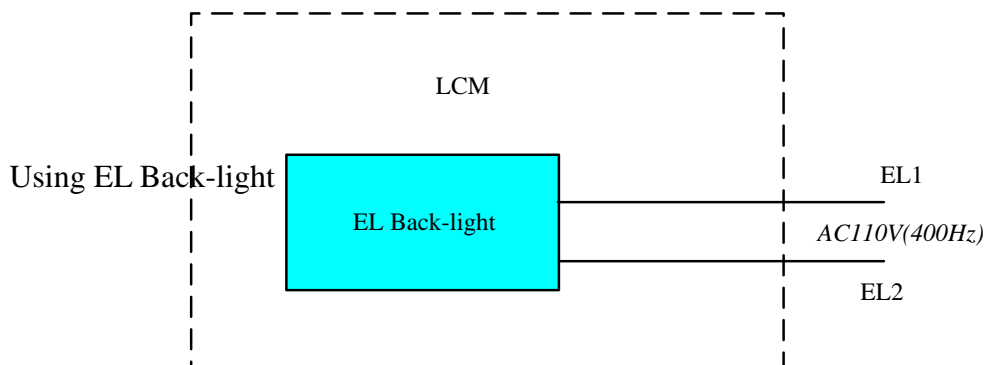 LCM
Using EL Back-light
EL1
EL Back-light
AC110V(400Hz)
EL2